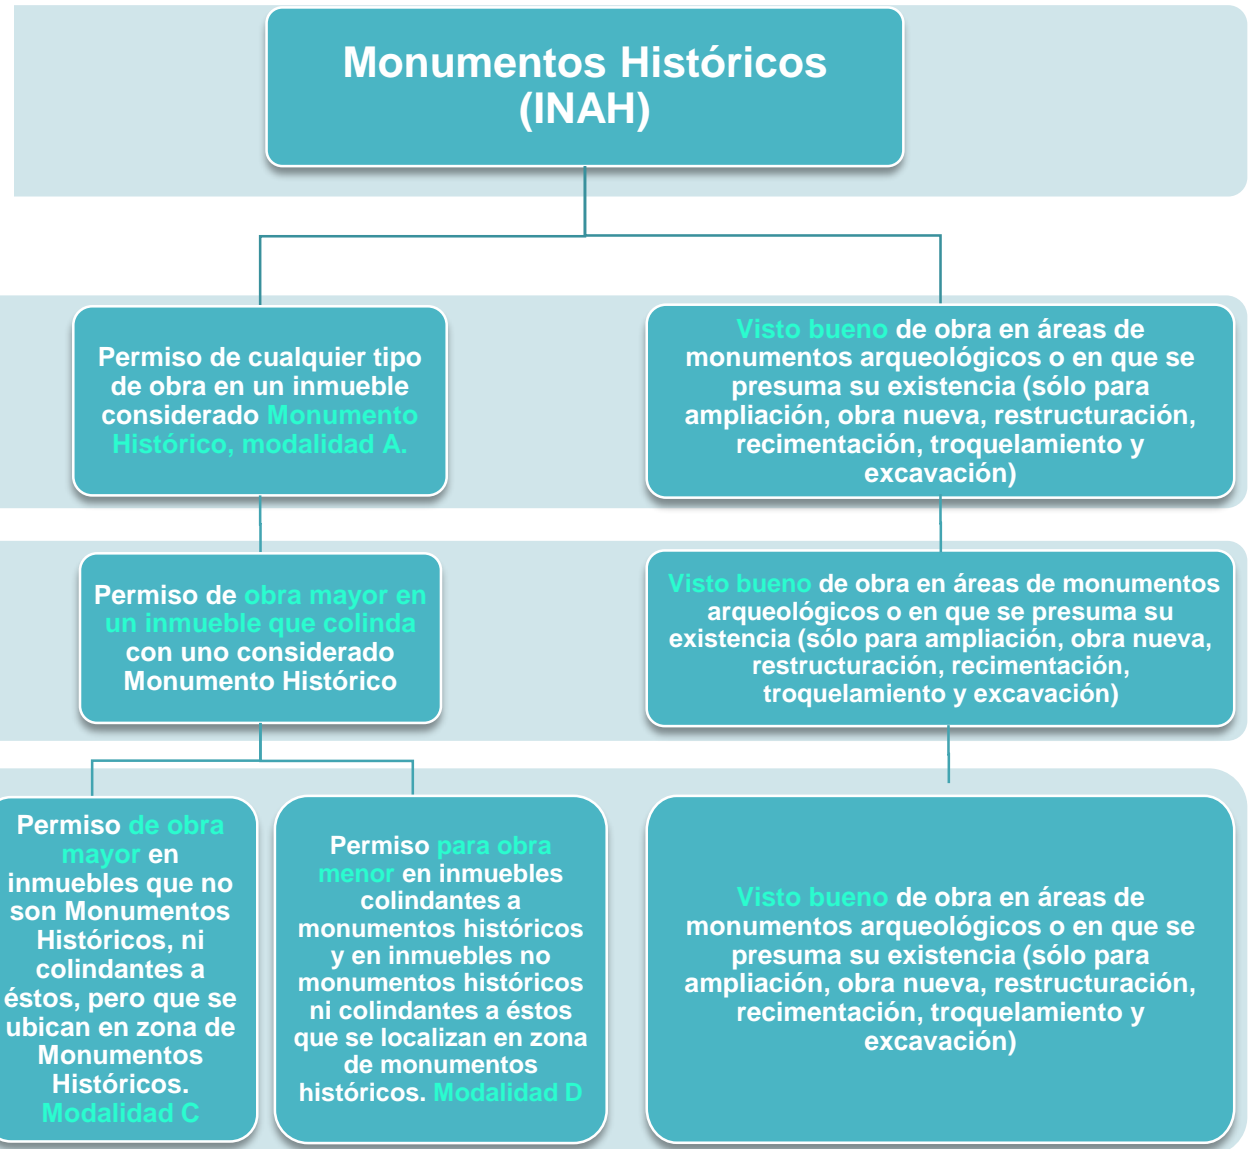 Monumentos Históricos
(INAH)
Permiso de cualquier tipo
de obra en un inmueble
considerado Monumento
Histórico, modalidad A.
Visto bueno de obra en áreas de
monumentos arqueológicos o en que se
presuma su existencia (sólo para
ampliación, obra nueva, restructuración,
recimentación, troquelamiento y
excavación)
Permiso de obra mayor en
un inmueble que colinda
con uno considerado
Monumento Histórico
Visto bueno de obra en áreas de monumentos
arqueológicos o en que se presuma su
existencia (sólo para ampliación, obra nueva,
restructuración, recimentación,
troquelamiento y excavación)
Permiso de obra
mayor en
inmuebles que no
son Monumentos
Históricos, ni
colindantes a
éstos, pero que se
ubican en zona de
Monumentos
Históricos.
Modalidad C
Permiso para obra
menor en inmuebles
colindantes a
monumentos históricos
y en inmuebles no
monumentos históricos
ni colindantes a éstos
que se localizan en zona
de monumentos
históricos. Modalidad D
Visto bueno de obra en áreas de
monumentos arqueológicos o en que se
presuma su existencia (sólo para
ampliación, obra nueva, restructuración,
recimentación, troquelamiento y
excavación)